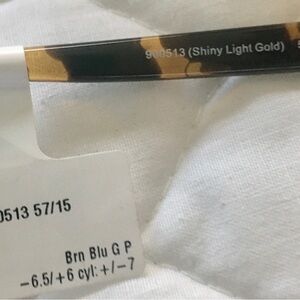 900513 (Shiny Light Gold)
0513 57/15
Brn Blu G P
-6.5/+6 cyl: +/-7